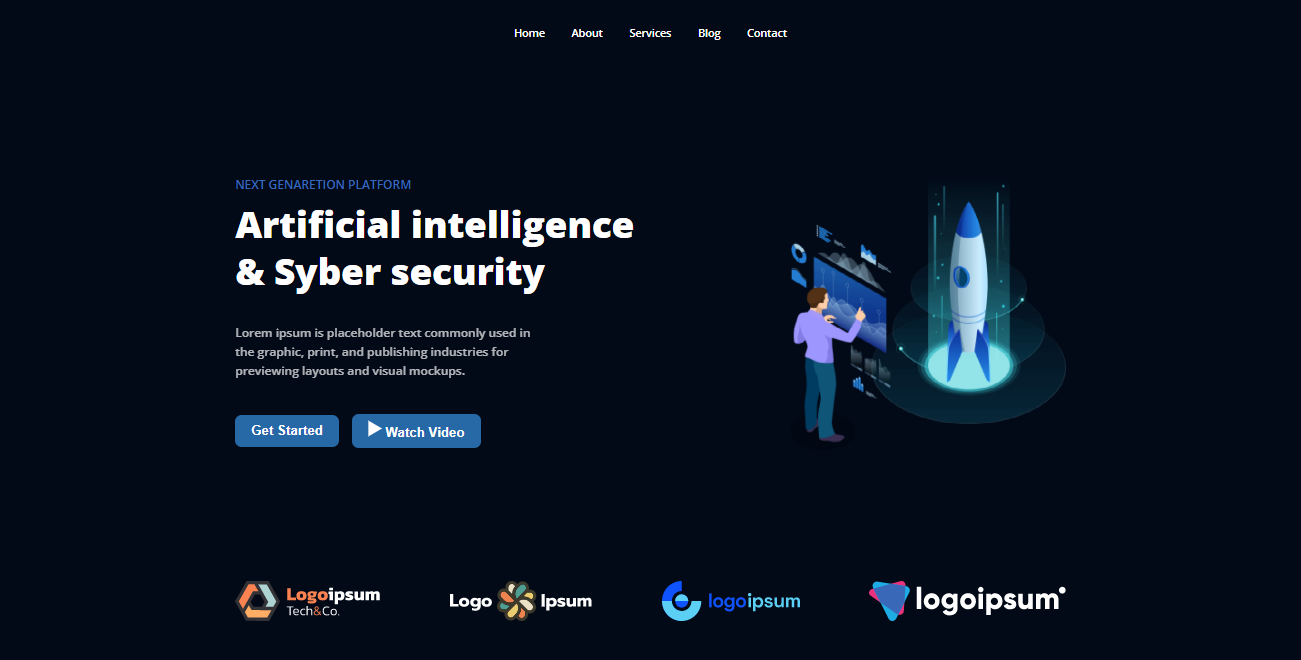 Home About Services Blog Contact
NEXT GENARETION PLATFORM
Artificial intelligence
& Syber security
Lorem ipsum is placeholder text commonly used in
the graphic, print, and publishing industries for
previewing layouts and visual mockups.
Get Started Watch Video
Logoipsum
Tech&Co.
Logo Ipsum
logoipsum
logoipsum